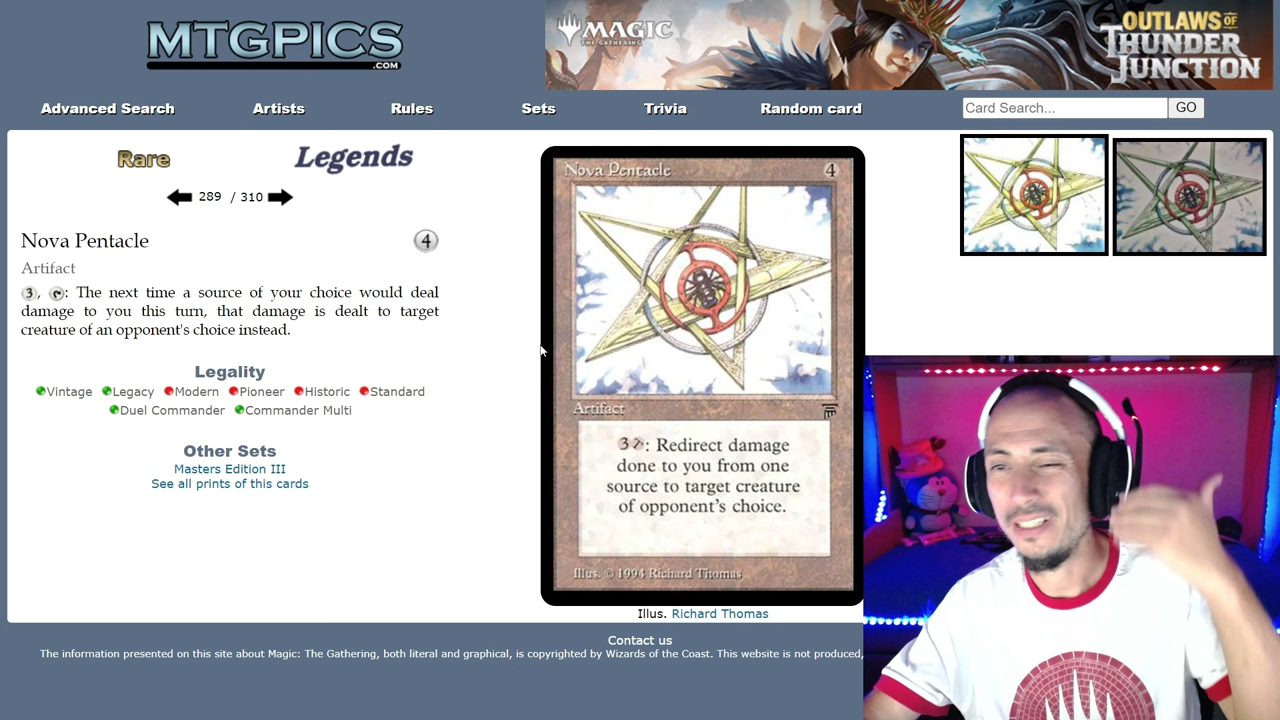 MTGPICS
.COM
MAGIC
THE GATHERING
OUTLAWS OF
THUNDER
JUNCTION
Advanced Search Artists Rules Sets Trivia Random card Card Search... GO
Rare Legends
289 / 310
Nova Pentacle 4
Artifact
3, : The next time a source of your choice would deal
damage to you this turn, that damage is dealt to target
creature of an opponent's choice instead.
Legality
Vintage Legacy Modern Pioneer Historic Standard
Duel Commander Commander Multi
Other Sets
Masters Edition III
See all prints of this cards
Nova Pentacle 4
Artifact
3 : Redirect damage
done to you from one
source to target creature
of opponent's choice.
Illus. © 1994 Richard Thomas
Illus. Richard Thomas
Contact us
The information presented on this site about Magic: The Gathering, both literal and graphical, is copyrighted by Wizards of the Coast. This website is not produced,